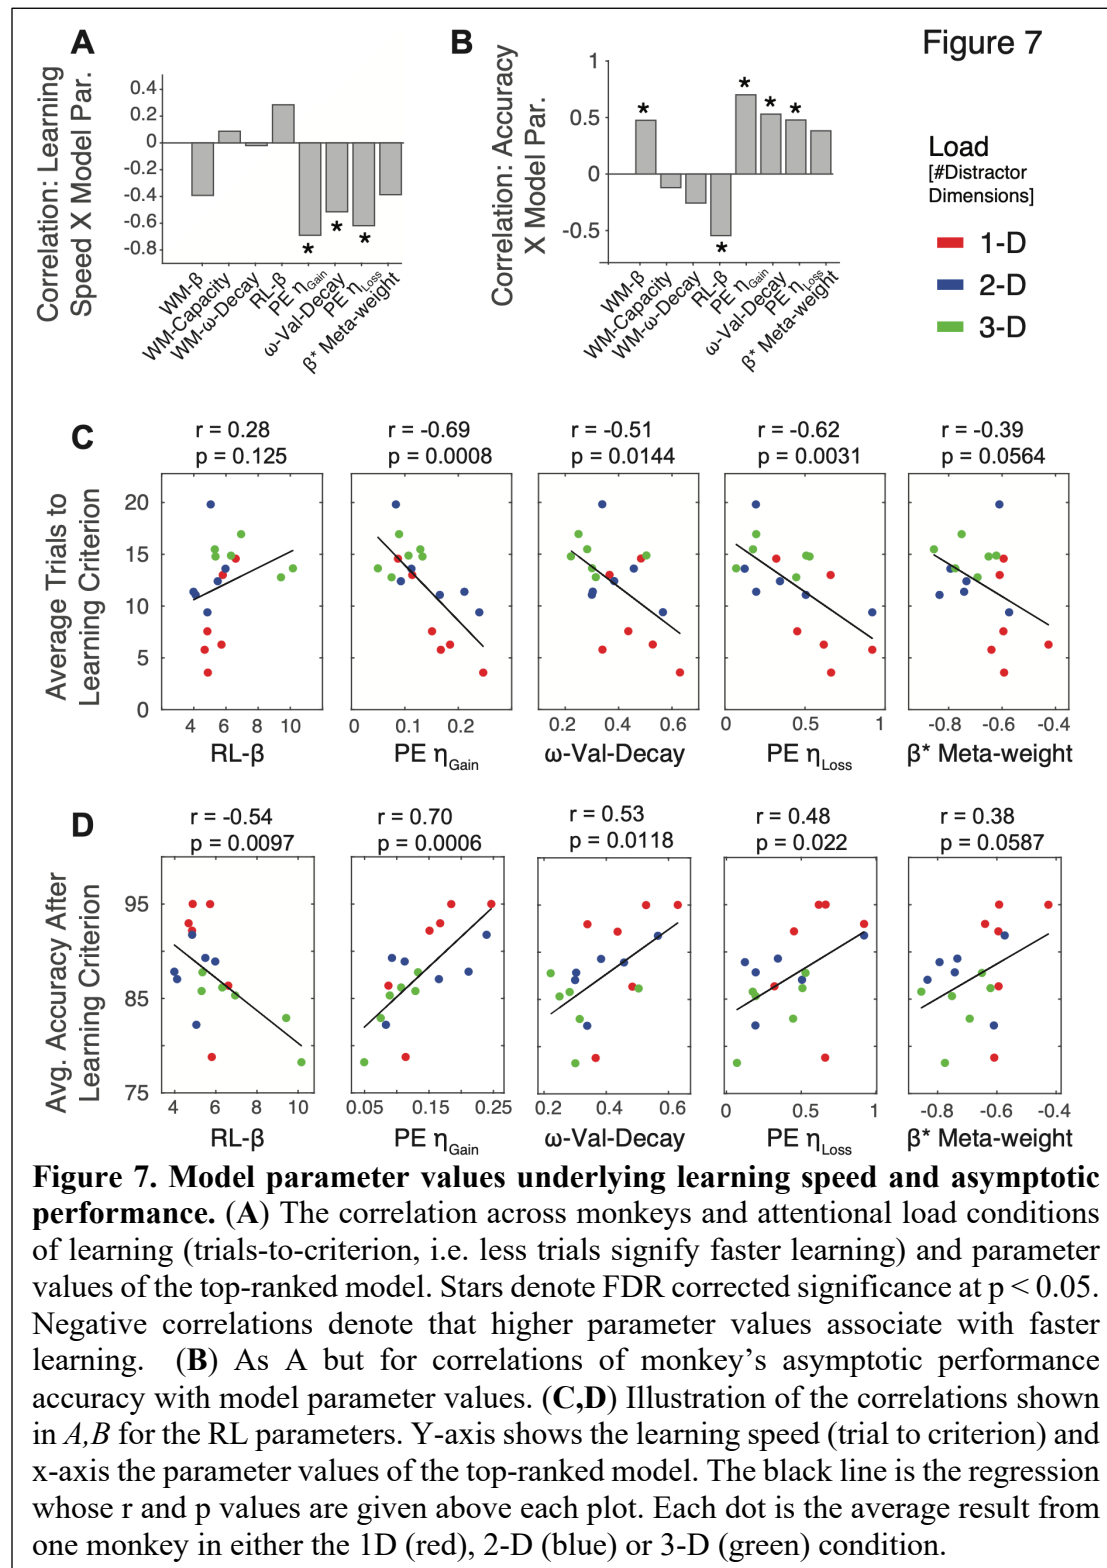 A
B
Figure 7
Correlation: Learning
Speed X Model Par.
0.4
0.2
0
-0.2
-0.4
-0.6
-0.8
*
*
*
WM-β
WM-Capacity
WM-ω-Decay
RL-β
PE ηGain
ω-Val-Decay
PE ηLoss
β* Meta-weight
Correlation: Accuracy
X Model Par.
1
0.5
0
-0.5
*
*
*
*
*
WM-β
WM-Capacity
WM-ω-Decay
RL-β
PE ηGain
ω-Val-Decay
PE ηLoss
β* Meta-weight
Load
[#Distractor
Dimensions]
1-D
2-D
3-D
C
r = 0.28
p = 0.125
r = -0.69
p = 0.0008
r = -0.51
p = 0.0144
r = -0.62
p = 0.0031
r = -0.39
p = 0.0564
Average Trials to
Learning Criterion
20
15
10
5
0
4 6 8 10
0 0.1 0.2
0.2 0.4 0.6
0 0.5 1
-0.8 -0.6 -0.4
RL-β
PE ηGain
ω-Val-Decay
PE ηLoss
β* Meta-weight
D
r = -0.54
p = 0.0097
r = 0.70
p = 0.0006
r = 0.53
p = 0.0118
r = 0.48
p = 0.022
r = 0.38
p = 0.0587
Avg. Accuracy After
Learning Criterion
95
85
75
4 6 8 10
0.05 0.15 0.25
0.2 0.4 0.6
0 0.5 1
-0.8 -0.6 -0.4
RL-β
PE ηGain
ω-Val-Decay
PE ηLoss
β* Meta-weight
Figure 7. Model parameter values underlying learning speed and asymptotic
performance. (A) The correlation across monkeys and attentional load conditions
of learning (trials-to-criterion, i.e. less trials signify faster learning) and parameter
values of the top-ranked model. Stars denote FDR corrected significance at p < 0.05.
Negative correlations denote that higher parameter values associate with faster
learning. (B) As A but for correlations of monkey's asymptotic performance
accuracy with model parameter values. (C,D) Illustration of the correlations shown
in A,B for the RL parameters. Y-axis shows the learning speed (trial to criterion) and
x-axis the parameter values of the top-ranked model. The black line is the regression
whose r and p values are given above each plot. Each dot is the average result from
one monkey in either the 1D (red), 2-D (blue) or 3-D (green) condition.